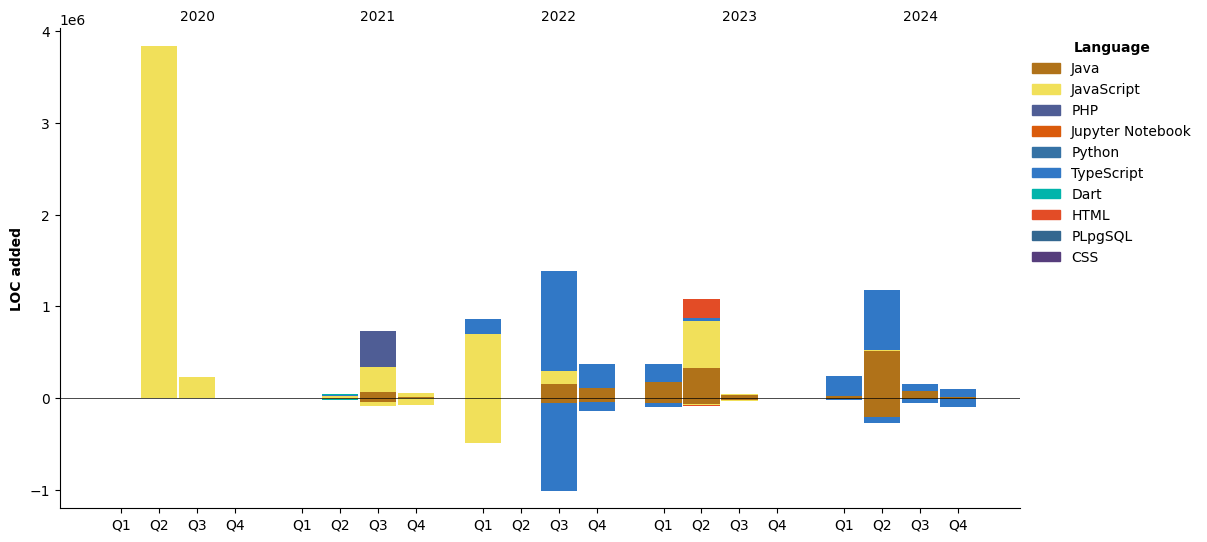 2020 2021 2022 2023 2024
1e6
4
3
2
1
0
−1
LOC added
Q1 Q2 Q3 Q4 Q1 Q2 Q3 Q4 Q1 Q2 Q3 Q4 Q1 Q2 Q3 Q4 Q1 Q2 Q3 Q4
Language
Java
JavaScript
PHP
Jupyter Notebook
Python
TypeScript
Dart
HTML
PLpgSQL
CSS